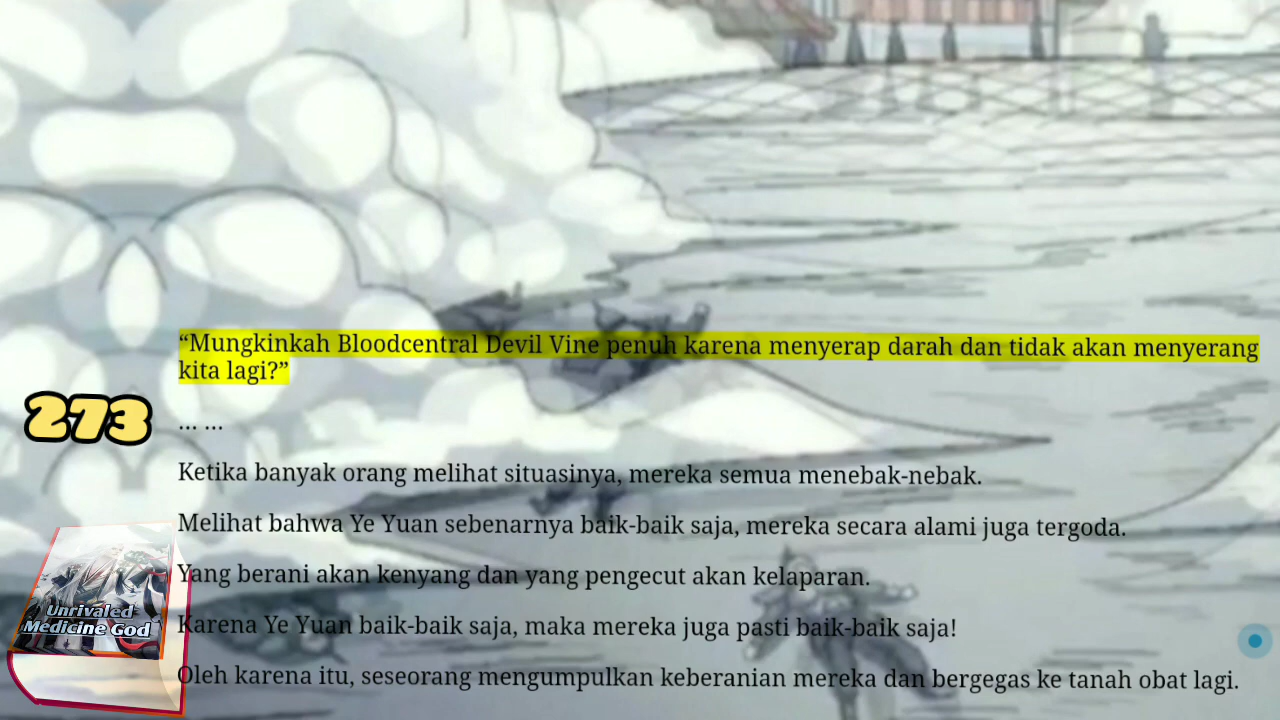 “Mungkinkah Bloodcentral Devil Vine penuh karena menyerap darah dan tidak akan menyerang
kita lagi?”
... ...
Ketika banyak orang melihat situasinya, mereka semua menebak-nebak.
Melihat bahwa Ye Yuan sebenarnya baik-baik saja, mereka secara alami juga tergoda.
Yang berani akan kenyang dan yang pengecut akan kelaparan.
Karena Ye Yuan baik-baik saja, maka mereka juga pasti baik-baik saja!
Oleh karena itu, seseorang mengumpulkan keberanian mereka dan bergegas ke tanah obat lagi.
273
Unrivaled
Medicine God